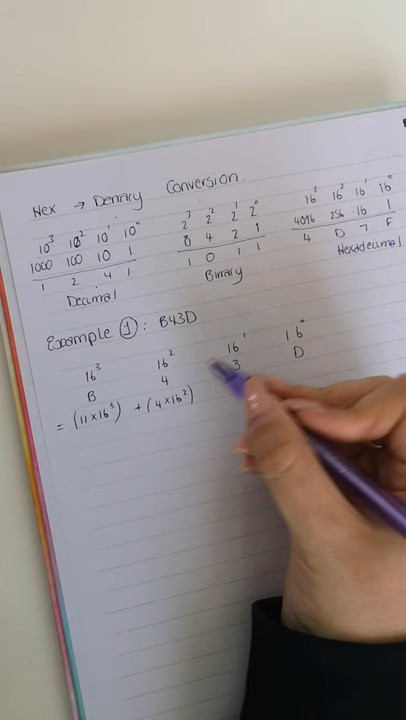 Hex → Denary Conversion.
10³ 10² 10¹ 10⁰ 2³ 2² 2¹ 2⁰ 16³ 16² 16¹ 16⁰
1000 100 10 1 8 4 2 1 4096 256 16 1
1 2 4 1 1 0 1 1 4 D 7 F
Decimal Binary Hexadecimal
Example ①: B43D
16³ 16² 16¹ 16⁰
B 4 3 D
= (11×16³) + (4×16²)